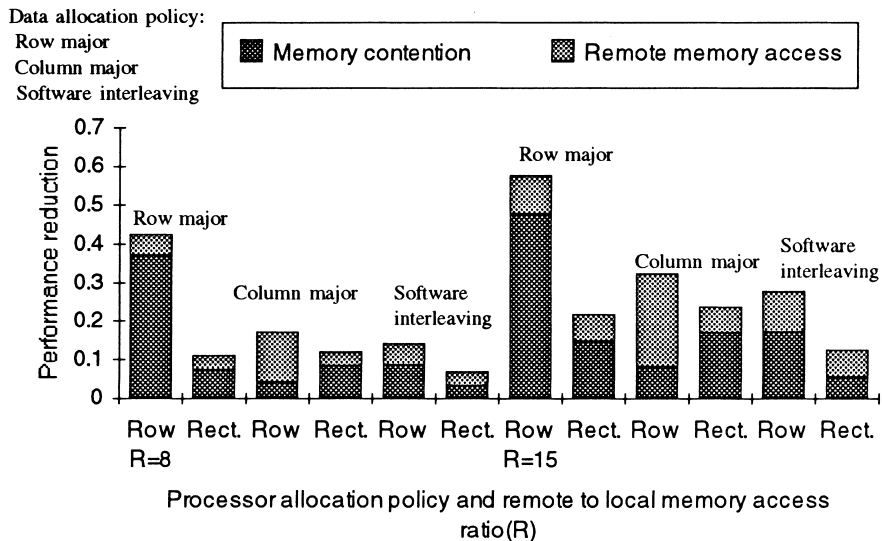 Data allocation policy:
Row major
Column major
Software interleaving
Memory contention
Remote memory access
Performance reduction
0.7
0.6
0.5
0.4
0.3
0.2
0.1
0
Row major
Column major
Software
interleaving
Row major
Column major
Software
interleaving
Row Rect. Row Rect. Row Rect. Row Rect. Row Rect. Row Rect.
R=8 R=15
Processor allocation policy and remote to local memory access
ratio(R)